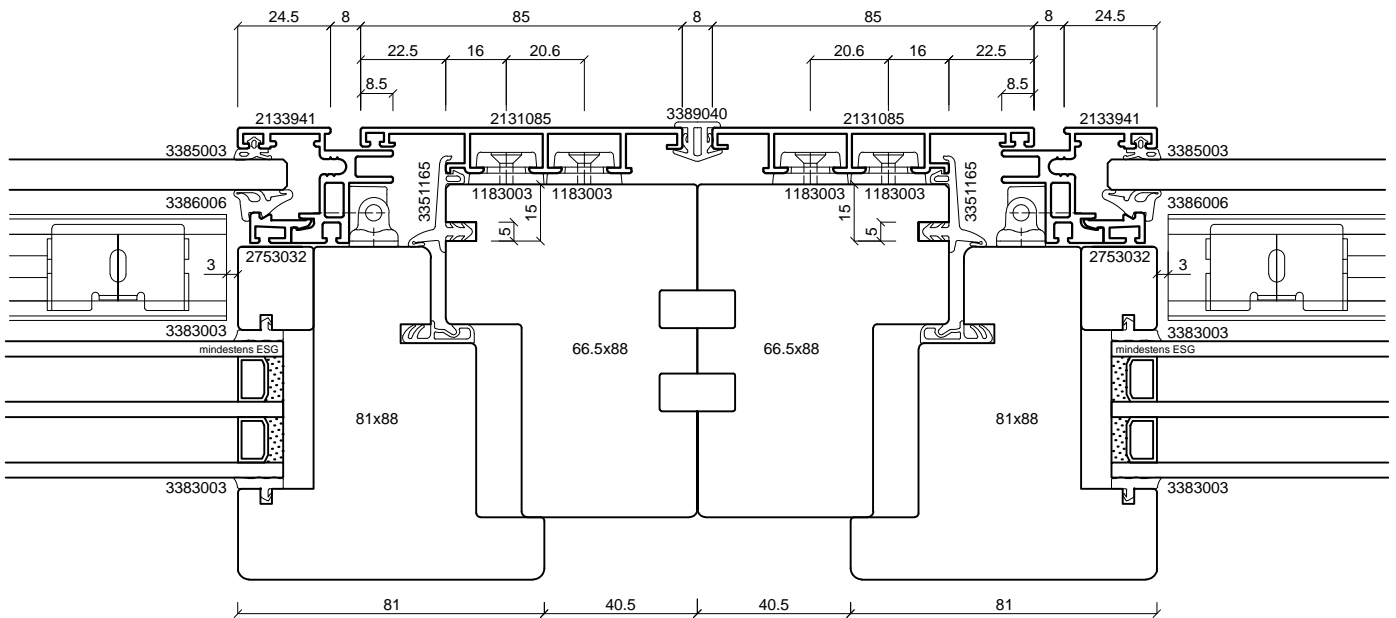 24.5 8 85 8 85 8 24.5
22.5 16 20.6 20.6 16 22.5
8.5 8.5
2133941 2131085 3389040 2131085 2133941
3385003 3385003
3351165 3351165
1183003 1183003 1183003 1183003
3386006 3386006
15 15
5 5
2753032 2753032
3 3
3383003 3383003
mindestens ESG 66.5x88 66.5x88 mindestens ESG
81x88 81x88
3383003 3383003
81 40.5 40.5 81